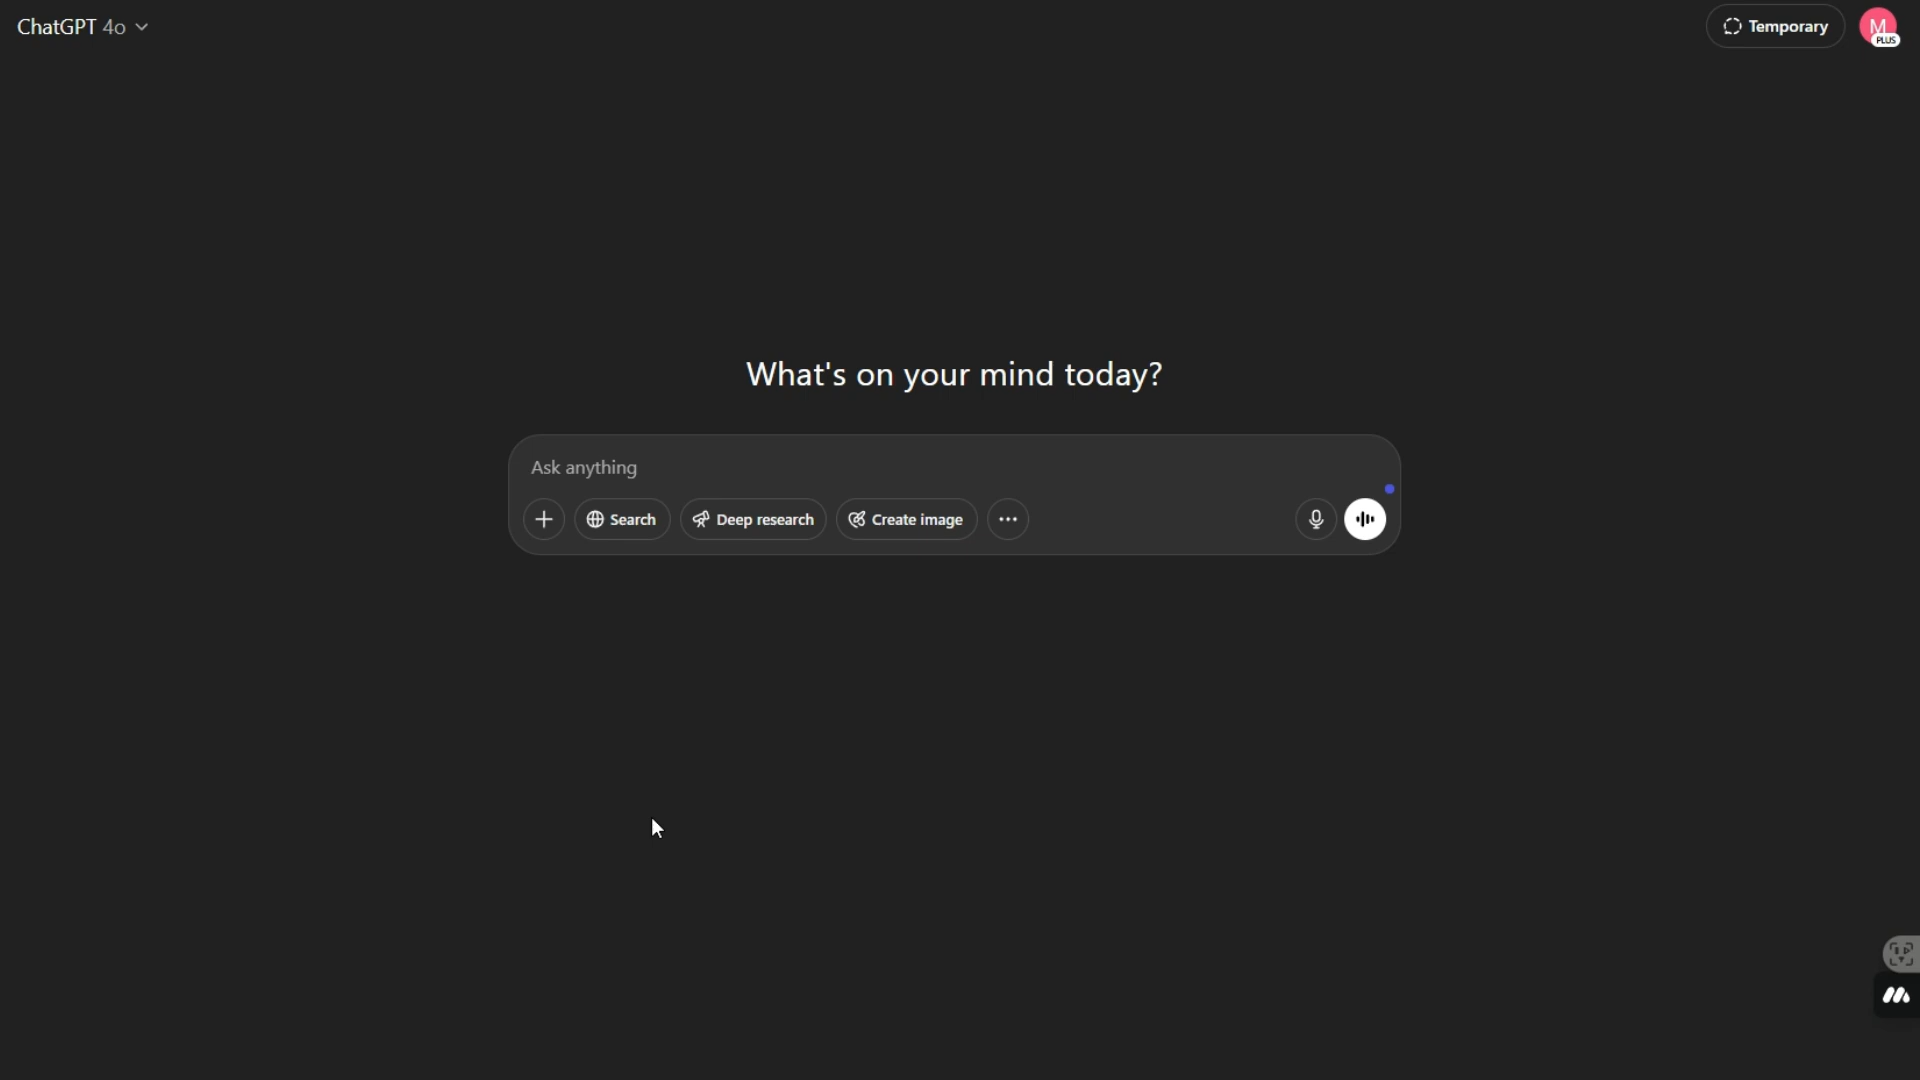 ChatGPT 4o
Temporary
M
PLUS
What's on your mind today?
Ask anything
Search
Deep research
Create image